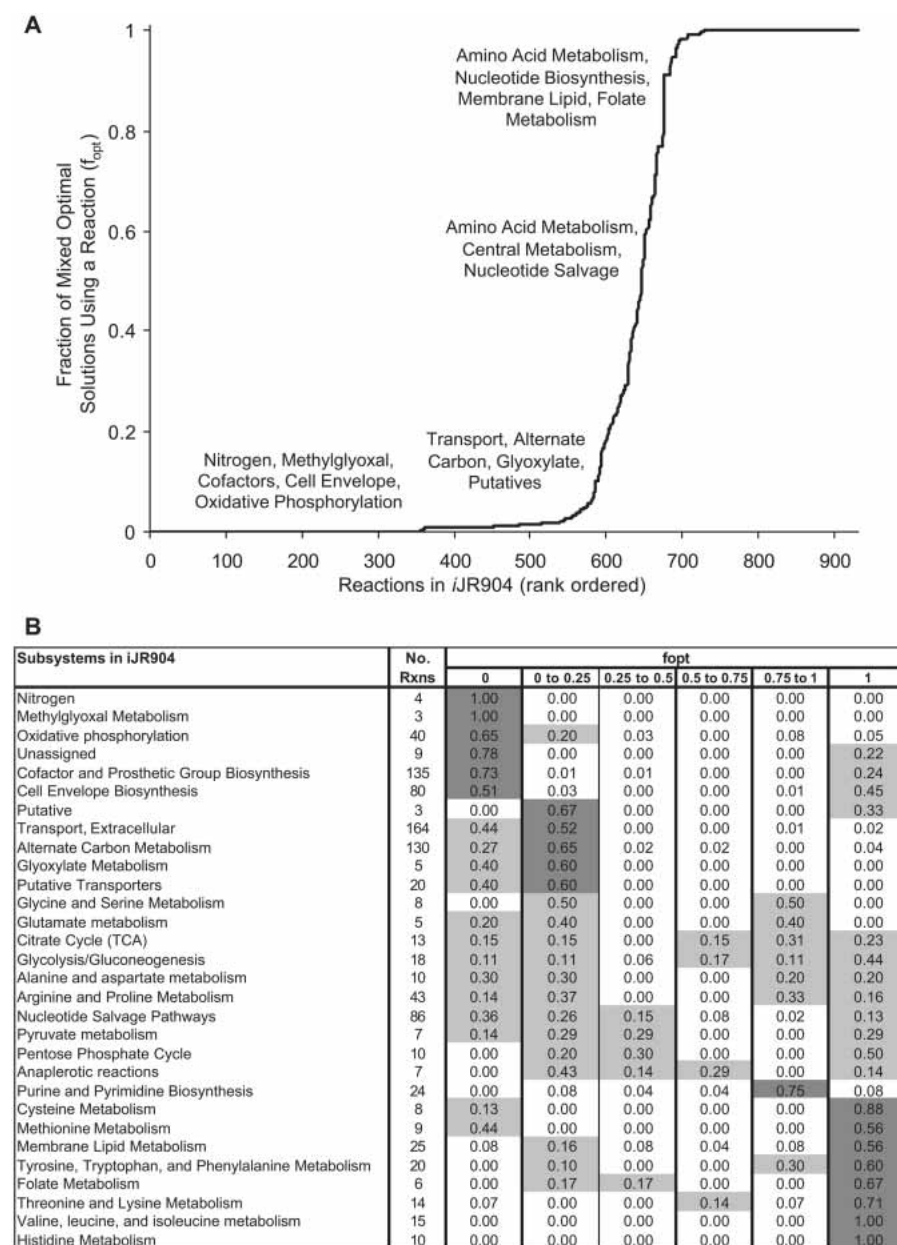 A
Fraction of Mixed Optimal
Solutions Using a Reaction (fopt)
1
0.8
0.6
0.4
0.2
0
Amino Acid Metabolism,
Nucleotide Biosynthesis,
Membrane Lipid, Folate
Metabolism
Amino Acid Metabolism,
Central Metabolism,
Nucleotide Salvage
Transport, Alternate
Carbon, Glyoxylate,
Putatives
Nitrogen, Methylglyoxal,
Cofactors, Cell Envelope,
Oxidative Phosphorylation
0 100 200 300 400 500 600 700 800 900
Reactions in iJR904 (rank ordered)
B
Subsystems in iJR904 No. Rxns fopt
0 0 to 0.25 0.25 to 0.5 0.5 to 0.75 0.75 to 1 1
Nitrogen 4 1.00 0.00 0.00 0.00 0.00 0.00
Methylglyoxal Metabolism 3 1.00 0.00 0.00 0.00 0.00 0.00
Oxidative phosphorylation 40 0.65 0.20 0.03 0.00 0.08 0.05
Unassigned 9 0.78 0.00 0.00 0.00 0.00 0.22
Cofactor and Prosthetic Group Biosynthesis 135 0.73 0.01 0.01 0.00 0.00 0.24
Cell Envelope Biosynthesis 80 0.51 0.03 0.00 0.00 0.01 0.45
Putative 3 0.00 0.67 0.00 0.00 0.00 0.33
Transport, Extracellular 164 0.44 0.52 0.00 0.00 0.01 0.02
Alternate Carbon Metabolism 130 0.27 0.65 0.02 0.02 0.00 0.04
Glyoxylate Metabolism 5 0.40 0.60 0.00 0.00 0.00 0.00
Putative Transporters 20 0.40 0.60 0.00 0.00 0.00 0.00
Glycine and Serine Metabolism 8 0.00 0.50 0.00 0.00 0.50 0.00
Glutamate metabolism 5 0.20 0.40 0.00 0.00 0.40 0.00
Citrate Cycle (TCA) 13 0.15 0.15 0.00 0.15 0.31 0.23
Glycolysis/Gluconeogenesis 18 0.11 0.11 0.06 0.17 0.11 0.44
Alanine and aspartate metabolism 10 0.30 0.30 0.00 0.00 0.20 0.20
Arginine and Proline Metabolism 43 0.14 0.37 0.00 0.00 0.33 0.16
Nucleotide Salvage Pathways 86 0.36 0.26 0.15 0.08 0.02 0.13
Pyruvate metabolism 7 0.14 0.29 0.29 0.00 0.00 0.29
Pentose Phosphate Cycle 10 0.00 0.20 0.30 0.00 0.00 0.50
Anaplerotic reactions 7 0.00 0.43 0.14 0.29 0.00 0.14
Purine and Pyrimidine Biosynthesis 24 0.00 0.08 0.04 0.04 0.75 0.08
Cysteine Metabolism 8 0.13 0.00 0.00 0.00 0.00 0.88
Methionine Metabolism 9 0.44 0.00 0.00 0.00 0.00 0.56
Membrane Lipid Metabolism 25 0.08 0.16 0.08 0.04 0.08 0.56
Tyrosine, Tryptophan, and Phenylalanine Metabolism 20 0.00 0.10 0.00 0.00 0.30 0.60
Folate Metabolism 6 0.00 0.17 0.17 0.00 0.00 0.67
Threonine and Lysine Metabolism 14 0.07 0.00 0.00 0.14 0.07 0.71
Valine, leucine, and isoleucine metabolism 15 0.00 0.00 0.00 0.00 0.00 1.00
Histidine Metabolism 10 0.00 0.00 0.00 0.00 0.00 1.00